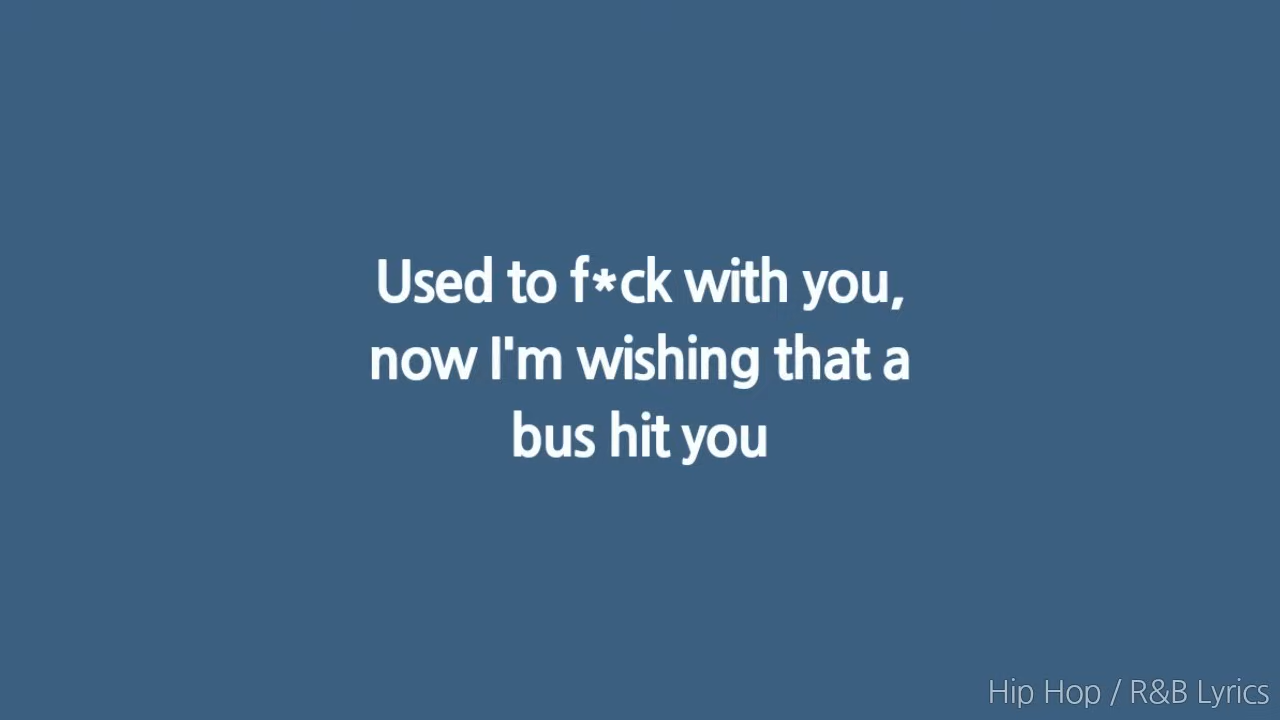 Used to f*ck with you,
now I'm wishing that a
bus hit you
Hip Hop / R&B Lyrics